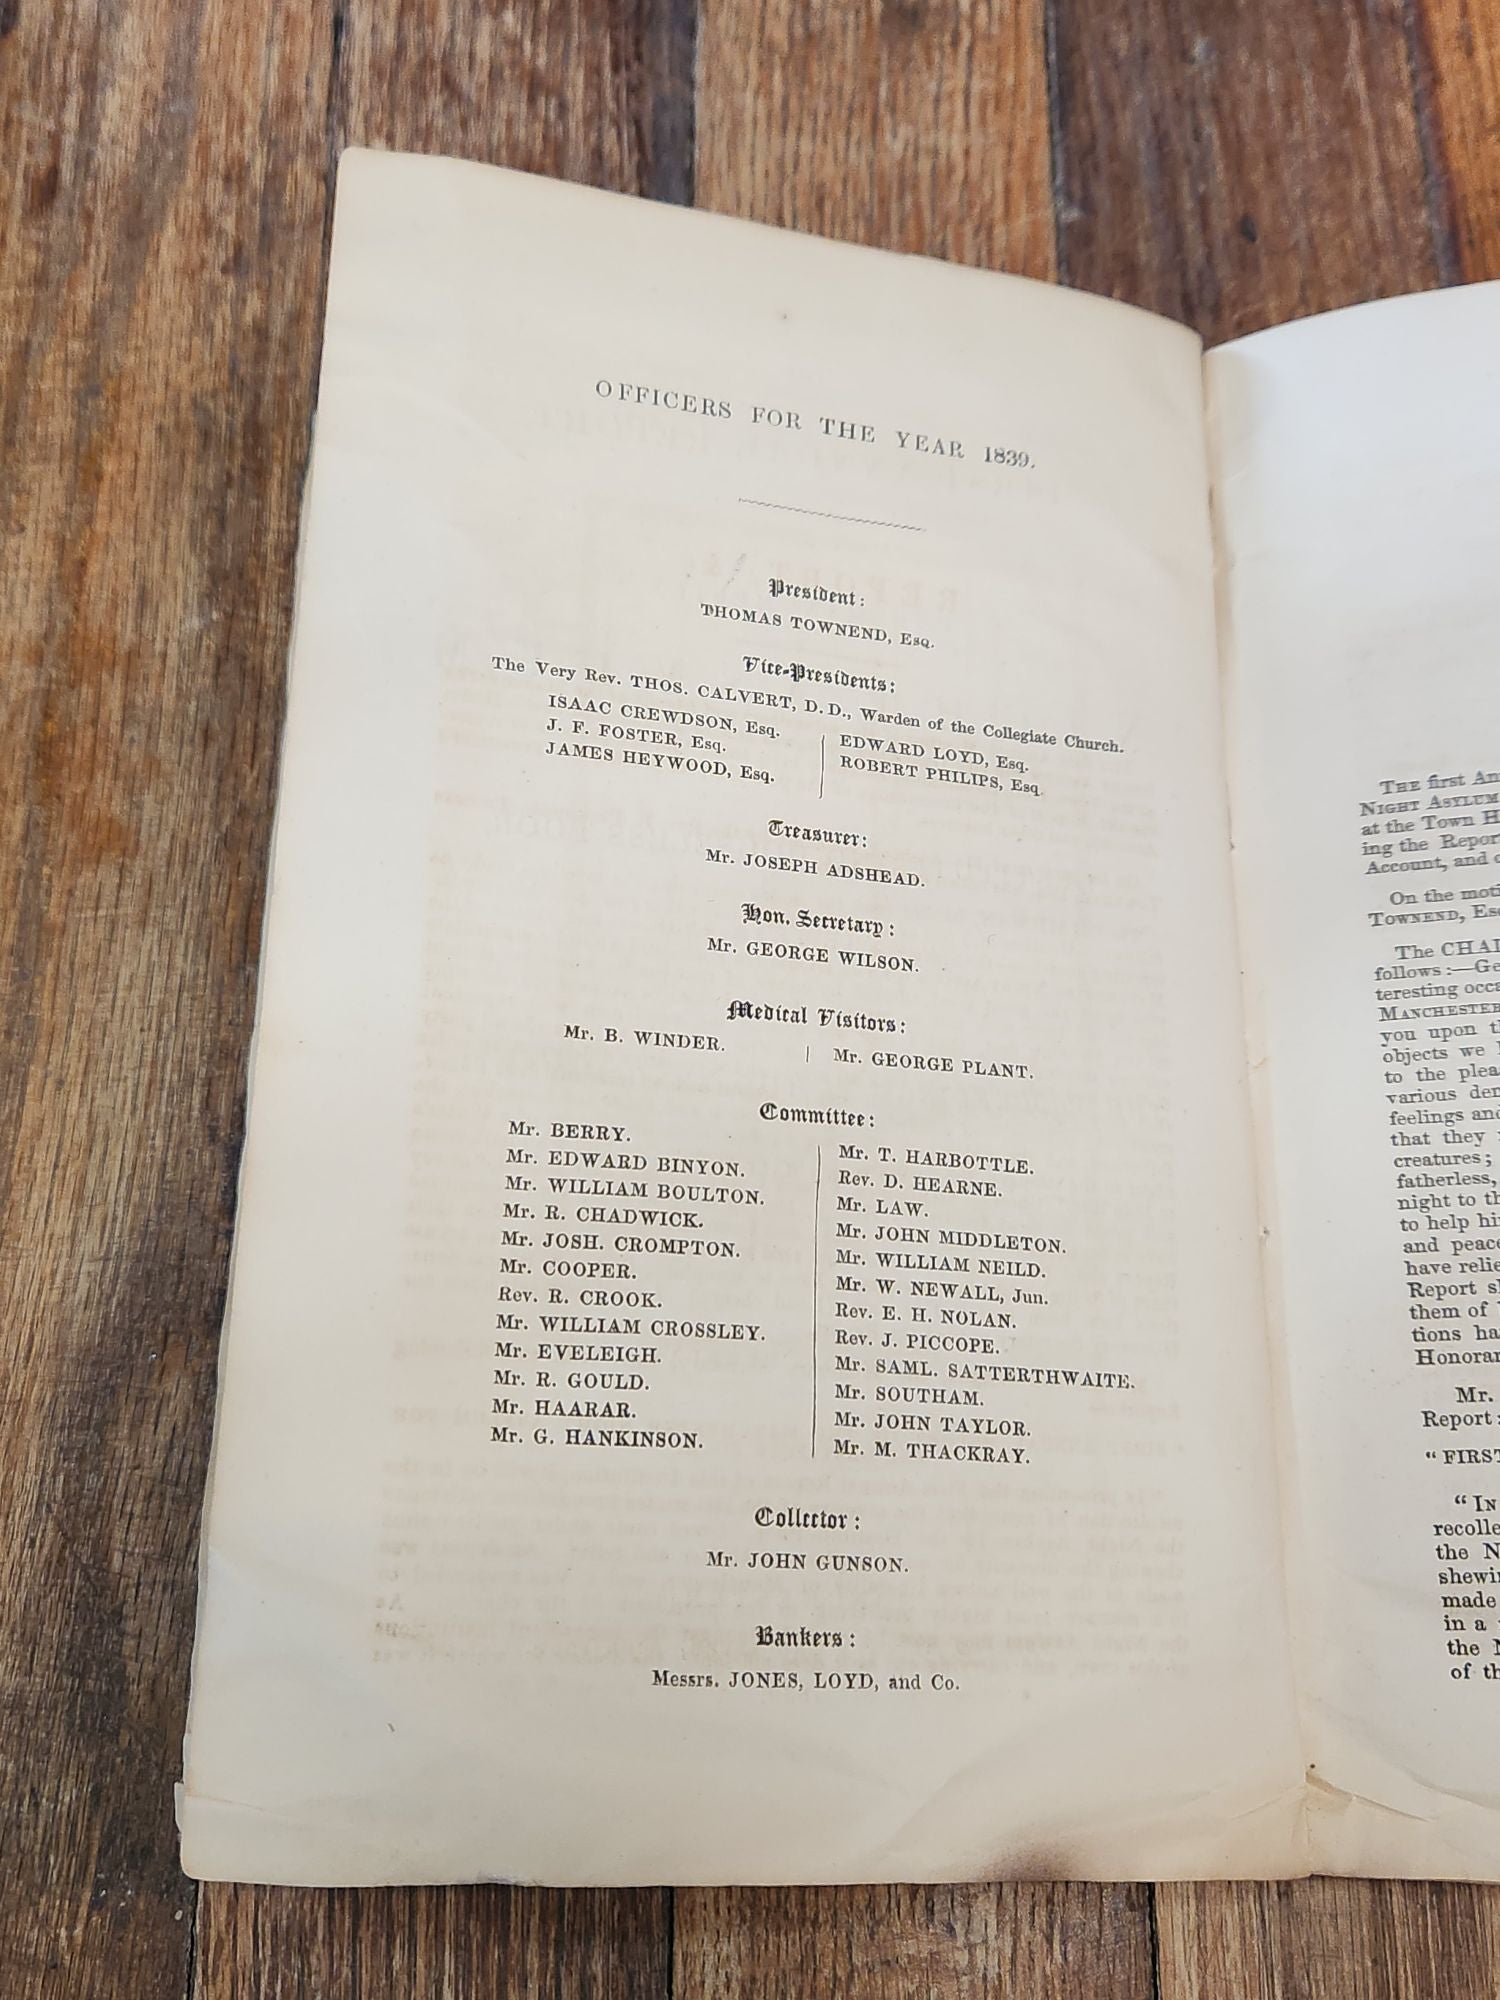 OFFICERS FOR THE YEAR 1839.
President:
THOMAS TOWNEND, Esq.
Vice-Presidents:
The Very Rev. THOS. CALVERT, D.D., Warden of the Collegiate Church.
ISAAC CREWDSON, Esq.
J. F. FOSTER, Esq.
JAMES HEYWOOD, Esq.
EDWARD LOYD, Esq.
ROBERT PHILIPS, Esq.
Treasurer:
Mr. JOSEPH ADSHEAD.
Hon. Secretary:
Mr. GEORGE WILSON.
Medical Visitors:
Mr. B. WINDER.
Mr. GEORGE PLANT.
Committee:
Mr. BERRY.
Mr. EDWARD BINYON.
Mr. WILLIAM BOULTON.
Mr. R. CHADWICK.
Mr. JOSH. CROMPTON.
Mr. COOPER.
Rev. R. CROOK.
Mr. WILLIAM CROSSLEY.
Mr. EVELEIGH.
Mr. R. GOULD.
Mr. HAARAR.
Mr. G. HANKINSON.
Mr. T. HARBOTTLE.
Rev. D. HEARNE.
Mr. LAW.
Mr. JOHN MIDDLETON.
Mr. WILLIAM NEILD.
Mr. W. NEWALL, Jun.
Rev. E. H. NOLAN.
Rev. J. PICCOPE.
Mr. SAML. SATTERTHWAITE.
Mr. SOUTHAM.
Mr. JOHN TAYLOR.
Mr. M. THACKRAY.
Collector:
Mr. JOHN GUNSON.
Bankers:
Messrs. JONES, LOYD, and Co.
THE first An
NIGHT ASYLUM
at the Town H
ing the Repor
Account, and
On the moti
TOWNEND, Esq
The CHAI
follows:—Ge
teresting occa
MANCHESTER
you upon t
objects we
to the plea
various der
feelings and
that they
creatures;
fatherless,
night to th
to help hi
and peace
have relie
Report s
them of
tions ha
Honorar
Mr.
Report:
"FIRST
"IN
recolle
the N
shewi
made
in a
the N
of th